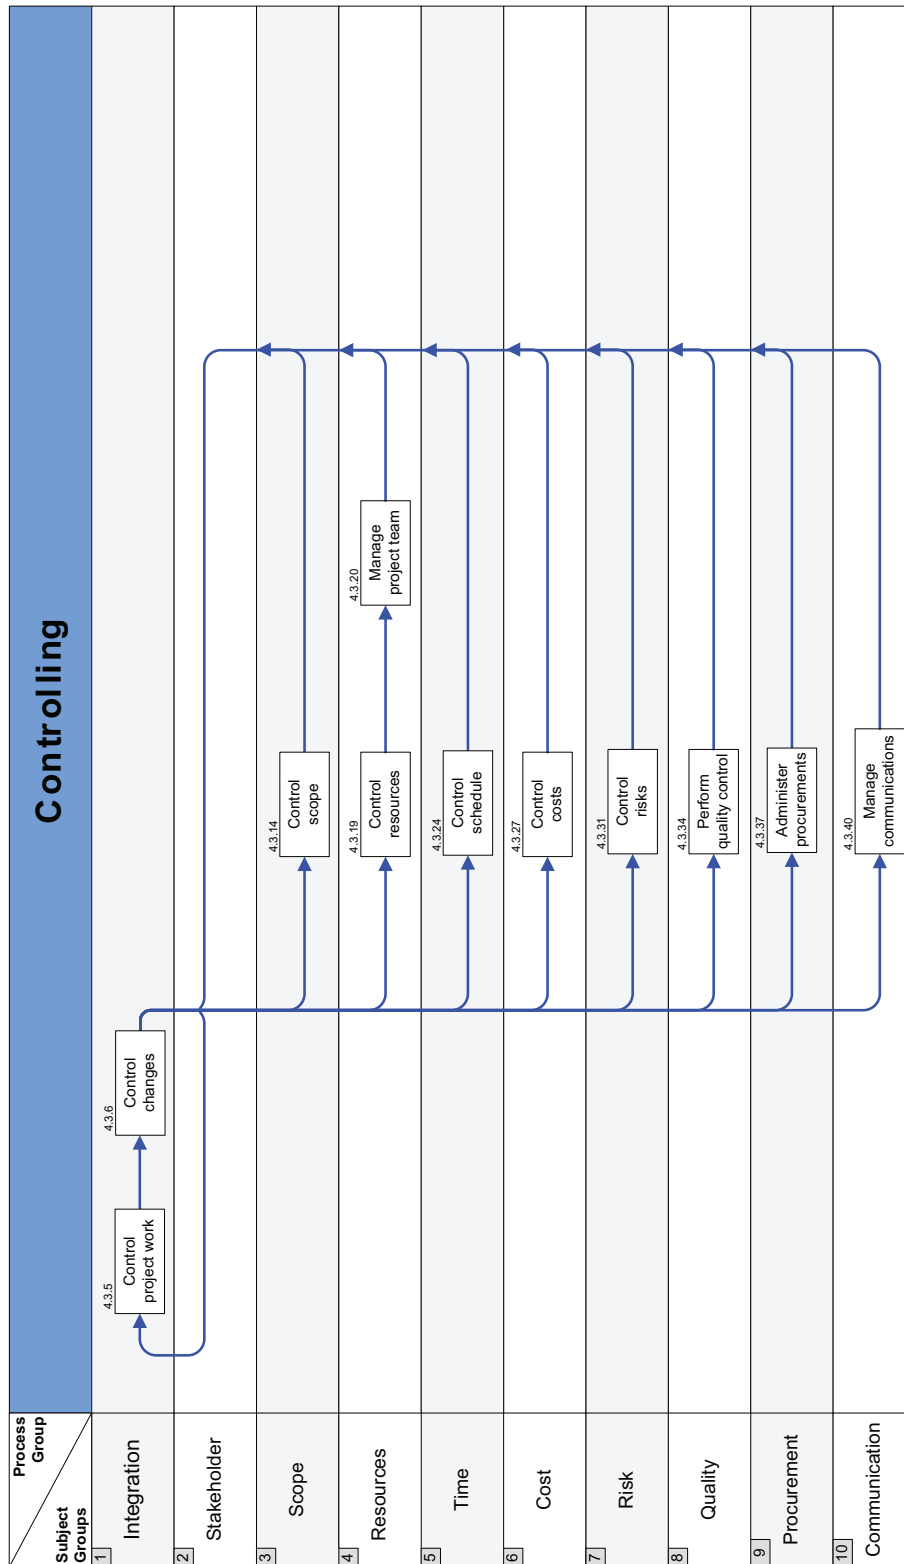 Controlling
Process
Group
Subject
Groups
1
Integration
4.3.5
Control
project work
4.3.6
Control
changes
2
Stakeholder
3
Scope
4.3.14
Control
scope
4
Resources
4.3.19
Control
resources
4.3.20
Manage
project team
5
Time
4.3.24
Control
schedule
6
Cost
4.3.27
Control
costs
7
Risk
4.3.31
Control
risks
8
Quality
4.3.34
Perform
quality control
9
Procurement
4.3.37
Administer
procurements
10
Communication
4.3.40
Manage
communications